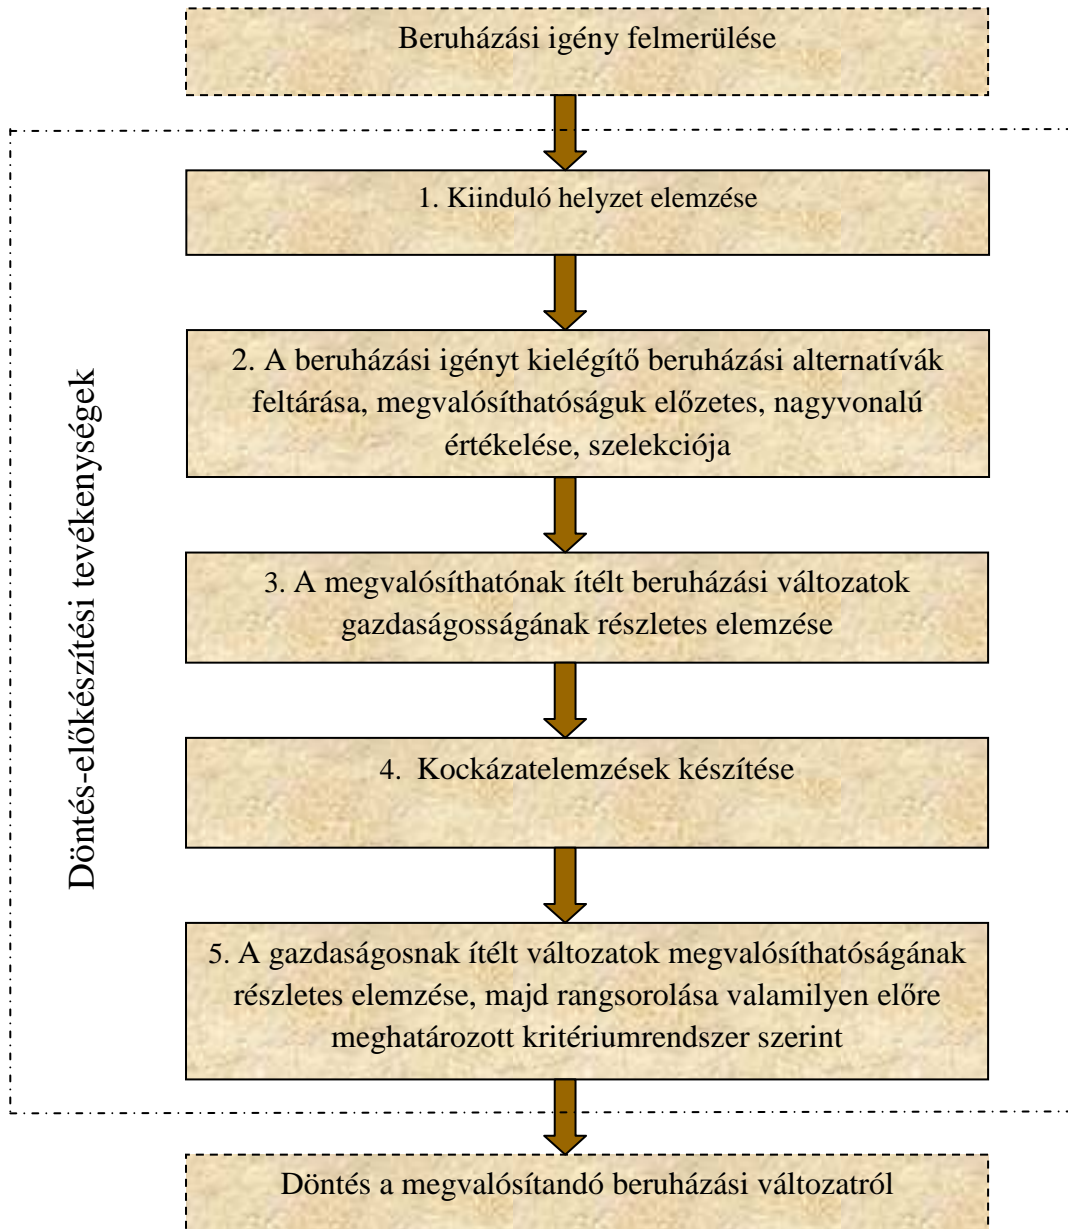 Beruházási igény felmerülése
1. Kiinduló helyzet elemzése
2. A beruházási igényt kielégítő beruházási alternatívák
feltárása, megvalósíthatóságuk előzetes, nagyvonalú
értékelése, szelekciója
3. A megvalósíthatónak ítélt beruházási változatok
gazdaságosságának részletes elemzése
4. Kockázatelemzések készítése
5. A gazdaságosnak ítélt változatok megvalósíthatóságának
részletes elemzése, majd rangsorolása valamilyen előre
meghatározott kritériumrendszer szerint
Döntés a megvalósítandó beruházási változatról
Döntés-előkészítési tevékenységek